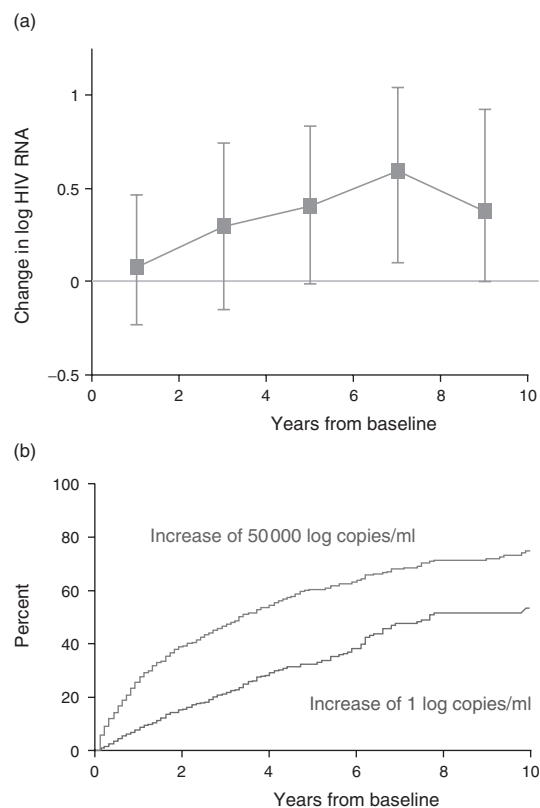 (a)
1
0.5
0
−0.5
Change in log HIV RNA
0 2 4 6 8 10
Years from baseline
(b)
100
80
60
40
20
0
Percent
Increase of 50 000 log copies/ml
Increase of 1 log copies/ml
0 2 4 6 8 10
Years from baseline